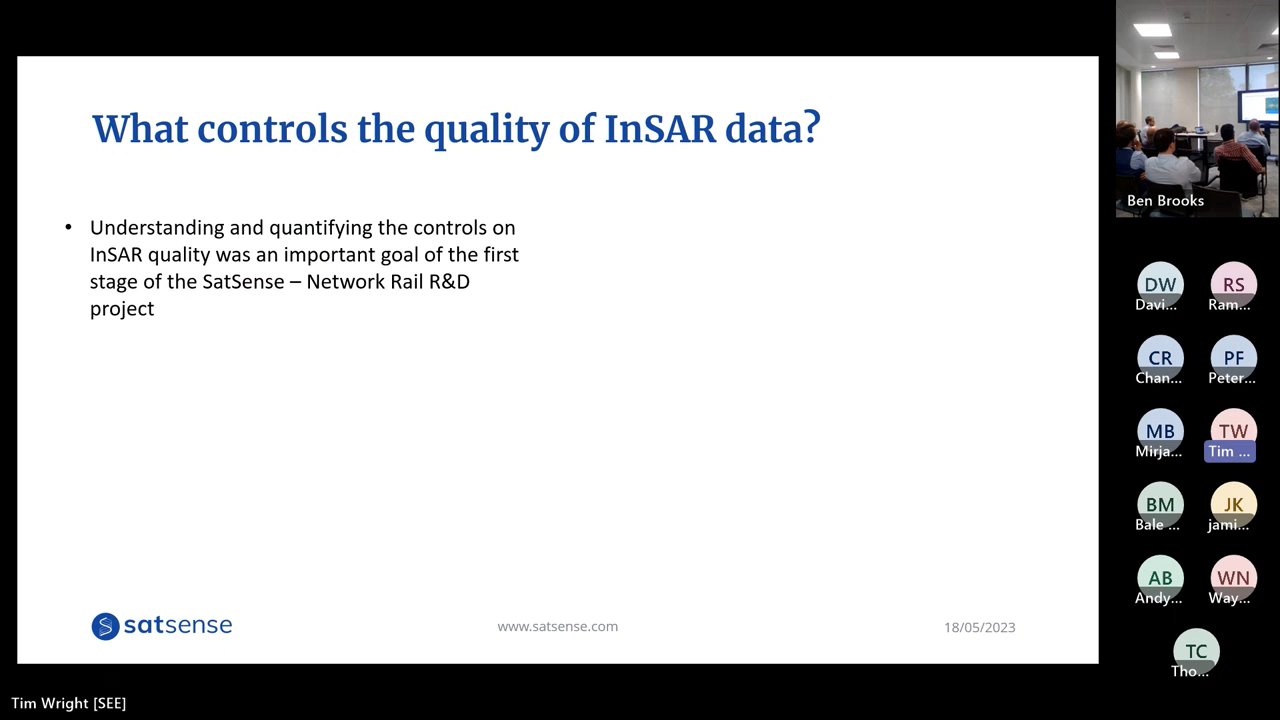 What controls the quality of InSAR data?
• Understanding and quantifying the controls on
InSAR quality was an important goal of the first
stage of the SatSense – Network Rail R&D
project
satsense
www.satsense.com
18/05/2023
Tim Wright [SEE]
Ben Brooks
DW
Davi...
RS
Ram...
CR
Chan...
PF
Peter...
MB
Mirja...
TW
Tim ...
BM
Bale ...
JK
jami...
AB
Andy...
WN
Way...
TC
Tho...